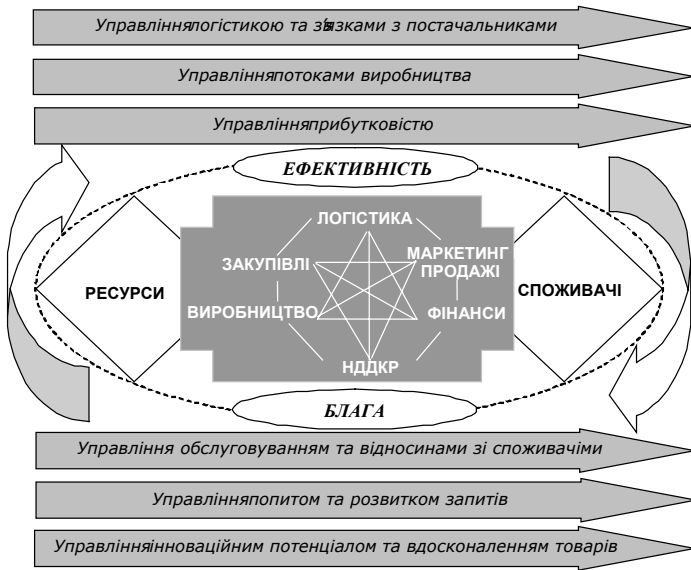 Управліннялогістикою та зв'язками з постачальниками
Управлінняпотоками виробництва
Управлінняприбутковістю
ЕФЕКТИВНІСТЬ
ЛОГІСТИКА
ЗАКУПІВЛІ
МАРКЕТИНГ
ПРОДАЖІ
РЕСУРСИ
СПОЖИВАЧІ
ВИРОБНИЦТВО
ФІНАНСИ
НДДКР
БЛАГА
Управління обслуговуванням та відносинами зі споживачіми
Управлінняпопитом та розвитком запитів
Управлінняінноваційним потенціалом та вдосконаленням товарів